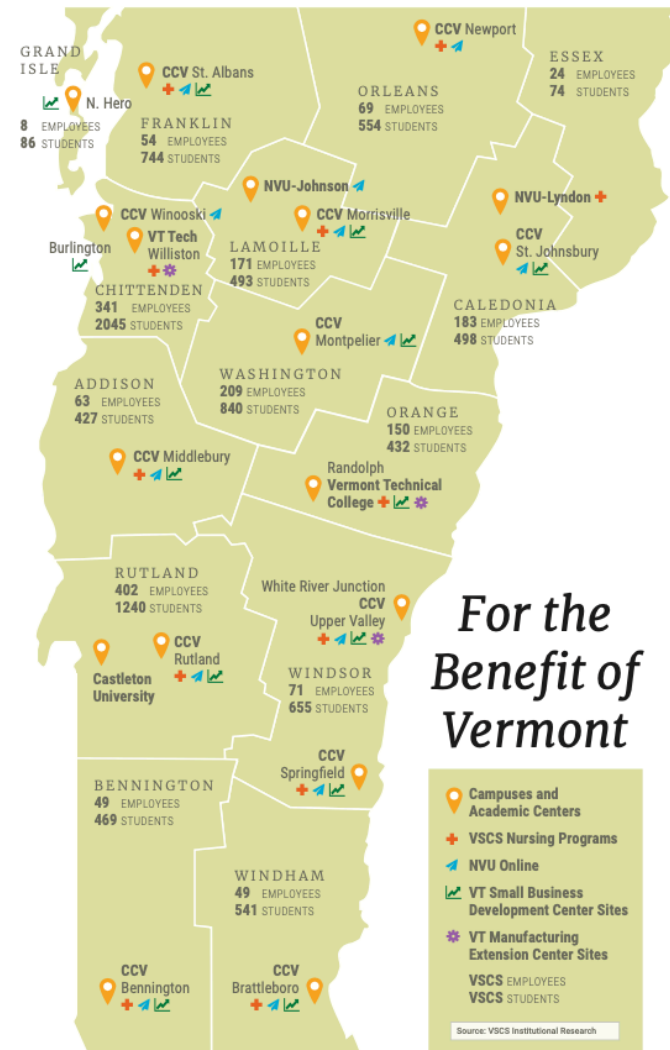 GRAND
ISLE
N. Hero
8 EMPLOYEES
86 STUDENTS
CCV St. Albans
FRANKLIN
54 EMPLOYEES
744 STUDENTS
CCV Newport
ORLEANS
69 EMPLOYEES
554 STUDENTS
ESSEX
24 EMPLOYEES
74 STUDENTS
NVU-Johnson
CCV Morrisville
LAMOILLE
171 EMPLOYEES
493 STUDENTS
NVU-Lyndon
CCV
St. Johnsbury
CALEDONIA
183 EMPLOYEES
498 STUDENTS
CCV Winooski
VT Tech
Williston
Burlington
CHITTENDEN
341 EMPLOYEES
2045 STUDENTS
CCV
Montpelier
WASHINGTON
209 EMPLOYEES
840 STUDENTS
ADDISON
63 EMPLOYEES
427 STUDENTS
CCV Middlebury
ORANGE
150 EMPLOYEES
432 STUDENTS
Randolph
Vermont Technical
College
RUTLAND
402 EMPLOYEES
1240 STUDENTS
CCV
Rutland
Castleton
University
White River Junction
CCV
Upper Valley
WINDSOR
71 EMPLOYEES
655 STUDENTS
CCV
Springfield
BENNINGTON
49 EMPLOYEES
469 STUDENTS
CCV
Bennington
WINDHAM
49 EMPLOYEES
541 STUDENTS
CCV
Brattleboro
For the
Benefit of
Vermont
Campuses and
Academic Centers
VSCS Nursing Programs
NVU Online
VT Small Business
Development Center Sites
VT Manufacturing
Extension Center Sites
VSCS EMPLOYEES
VSCS STUDENTS
Source: VSCS Institutional Research